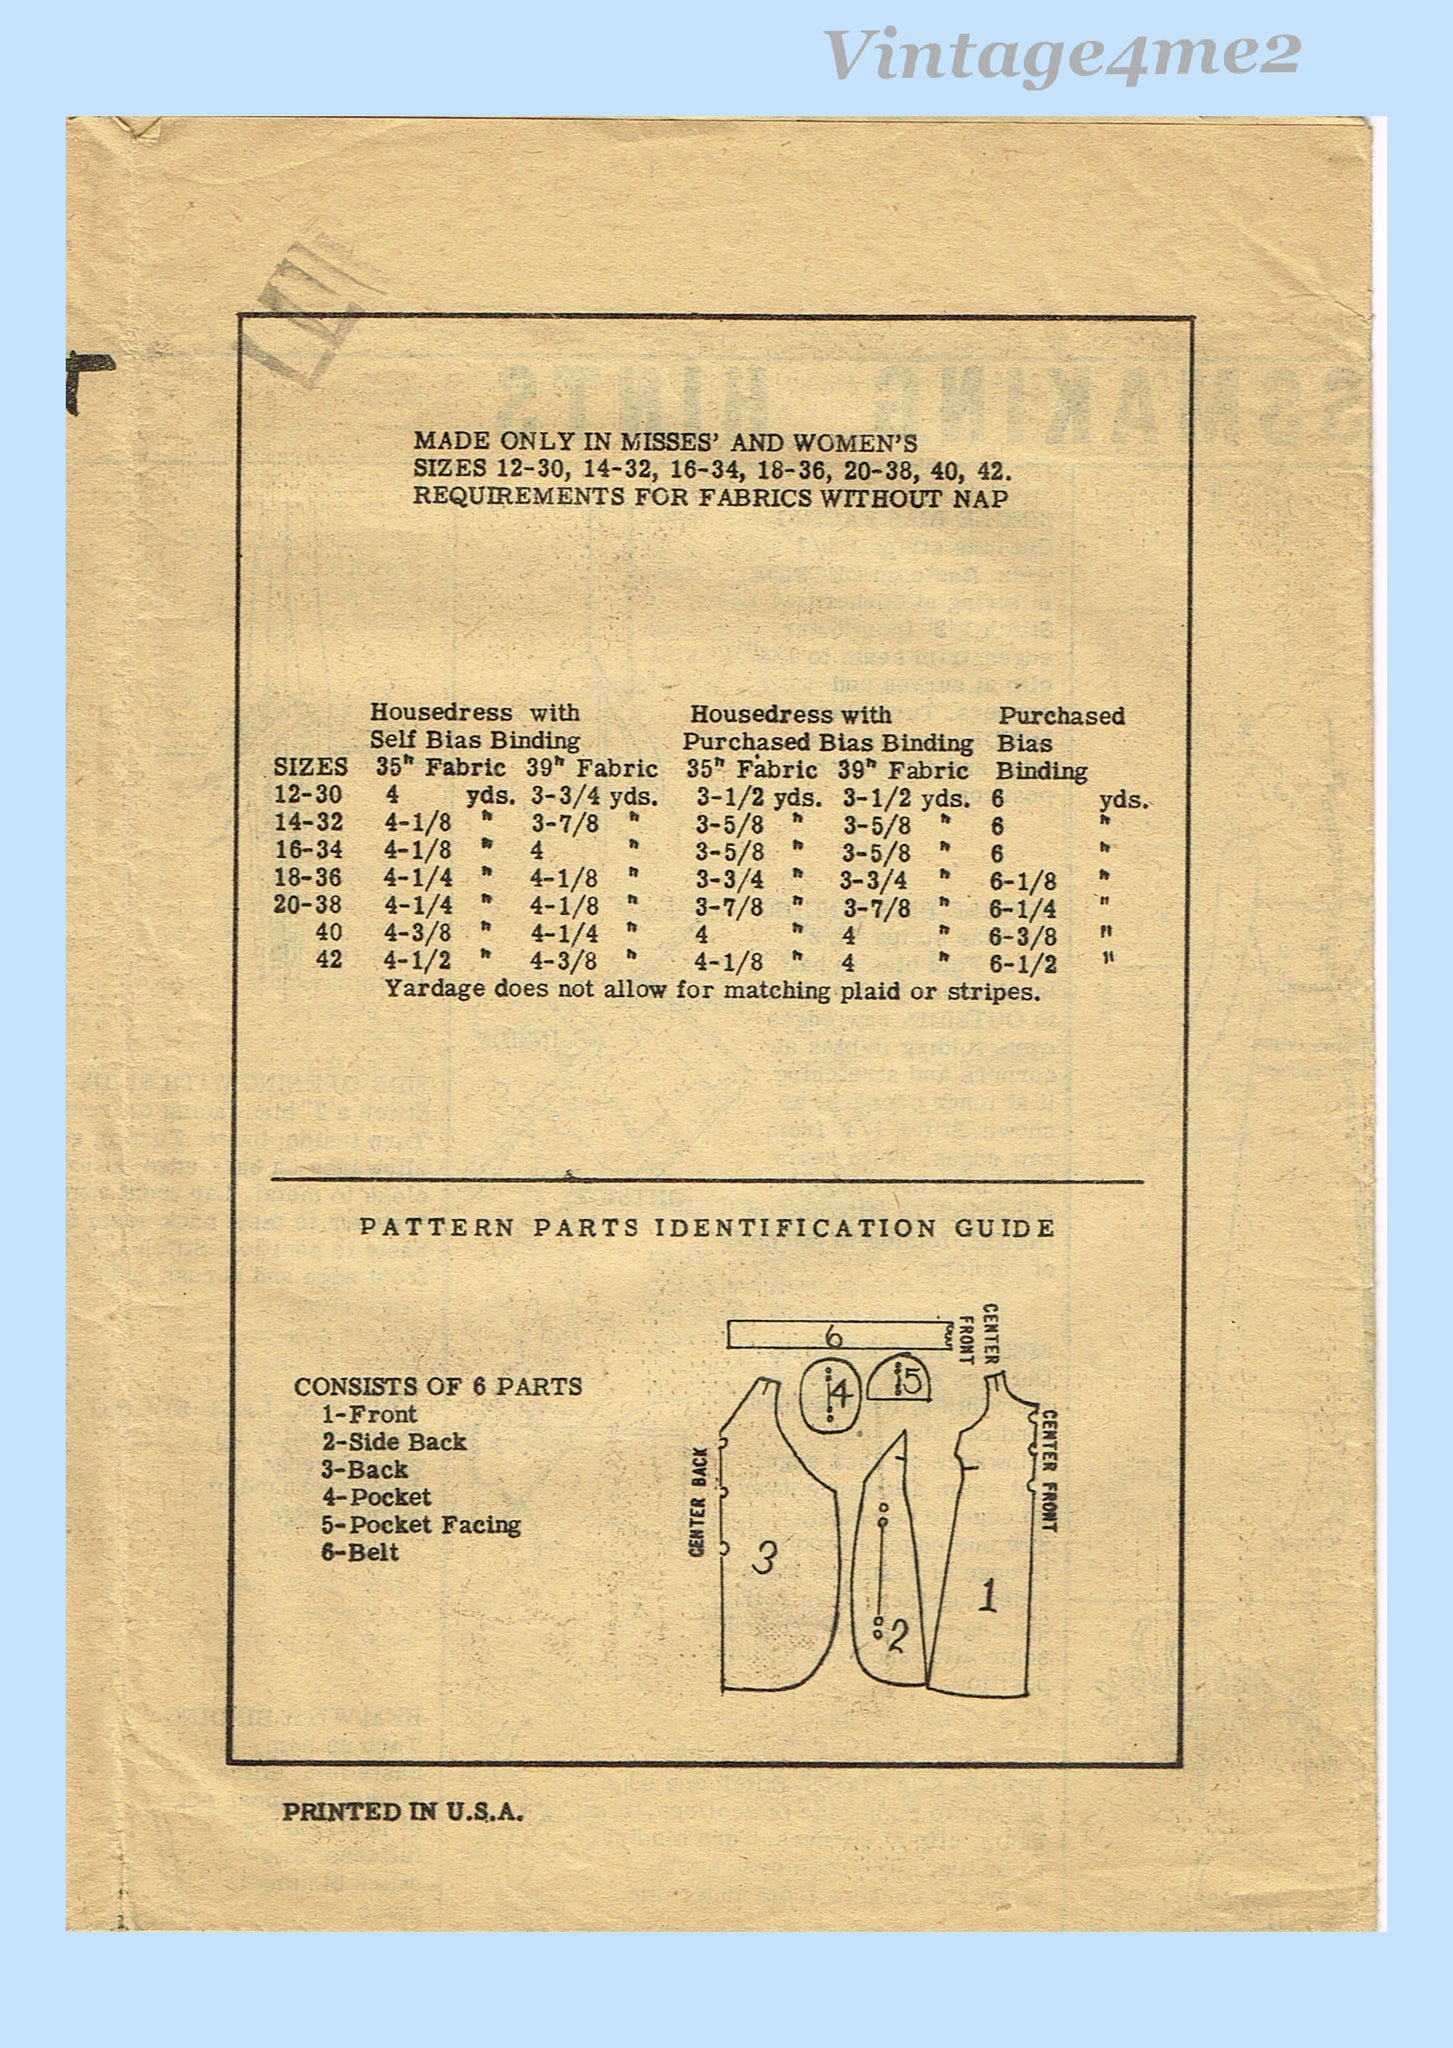 Vintage4me2
MADE ONLY IN MISSES' AND WOMEN'S
SIZES 12-30, 14-32, 16-34, 18-36, 20-38, 40, 42.
REQUIREMENTS FOR FABRICS WITHOUT NAP
Housedress with Housedress with Purchased
Self Bias Binding Purchased Bias Binding Bias
SIZES 35" Fabric 39" Fabric 35" Fabric 39" Fabric Binding
12-30 4 yds. 3-3/4 yds. 3-1/2 yds. 3-1/2 yds. 6 yds.
14-32 4-1/8 " 3-7/8 " 3-5/8 " 3-5/8 " 6 "
16-34 4-1/8 " 4 " 3-5/8 " 3-5/8 " 6 "
18-36 4-1/4 " 4-1/8 " 3-3/4 " 3-3/4 " 6-1/8 "
20-38 4-1/4 " 4-1/8 " 3-7/8 " 3-7/8 " 6-1/4 "
40 4-3/8 " 4-1/4 " 4 " 4 " 6-3/8 "
42 4-1/2 " 4-3/8 " 4-1/8 " 4 " 6-1/2 "
Yardage does not allow for matching plaid or stripes.
PATTERN PARTS IDENTIFICATION GUIDE
CONSISTS OF 6 PARTS
1-Front
2-Side Back
3-Back
4-Pocket
5-Pocket Facing
6-Belt
6
CENTER
FRONT
4
5
CENTER BACK
3
2
1
CENTER FRONT
PRINTED IN U.S.A.